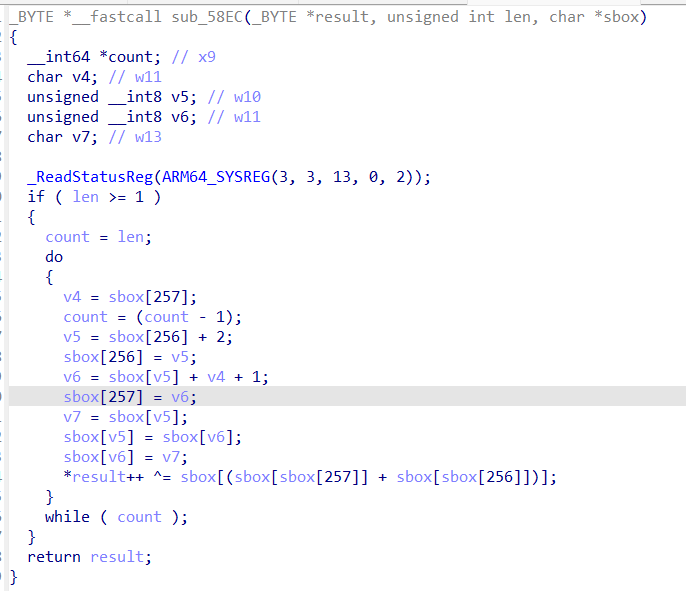 _BYTE *__fastcall sub_58EC(_BYTE *result, unsigned int len, char *sbox)
{
__int64 *count; // x9
char v4; // w11
unsigned __int8 v5; // w10
unsigned __int8 v6; // w11
char v7; // w13
_ReadStatusReg(ARM64_SYSREG(3, 3, 13, 0, 2));
if ( len >= 1 )
{
count = len;
do
{
v4 = sbox[257];
count = (count - 1);
v5 = sbox[256] + 2;
sbox[256] = v5;
v6 = sbox[v5] + v4 + 1;
sbox[257] = v6;
v7 = sbox[v5];
sbox[v5] = sbox[v6];
sbox[v6] = v7;
*result++ ^= sbox[(sbox[sbox[257]] + sbox[sbox[256]])];
}
while ( count );
}
return result;
}